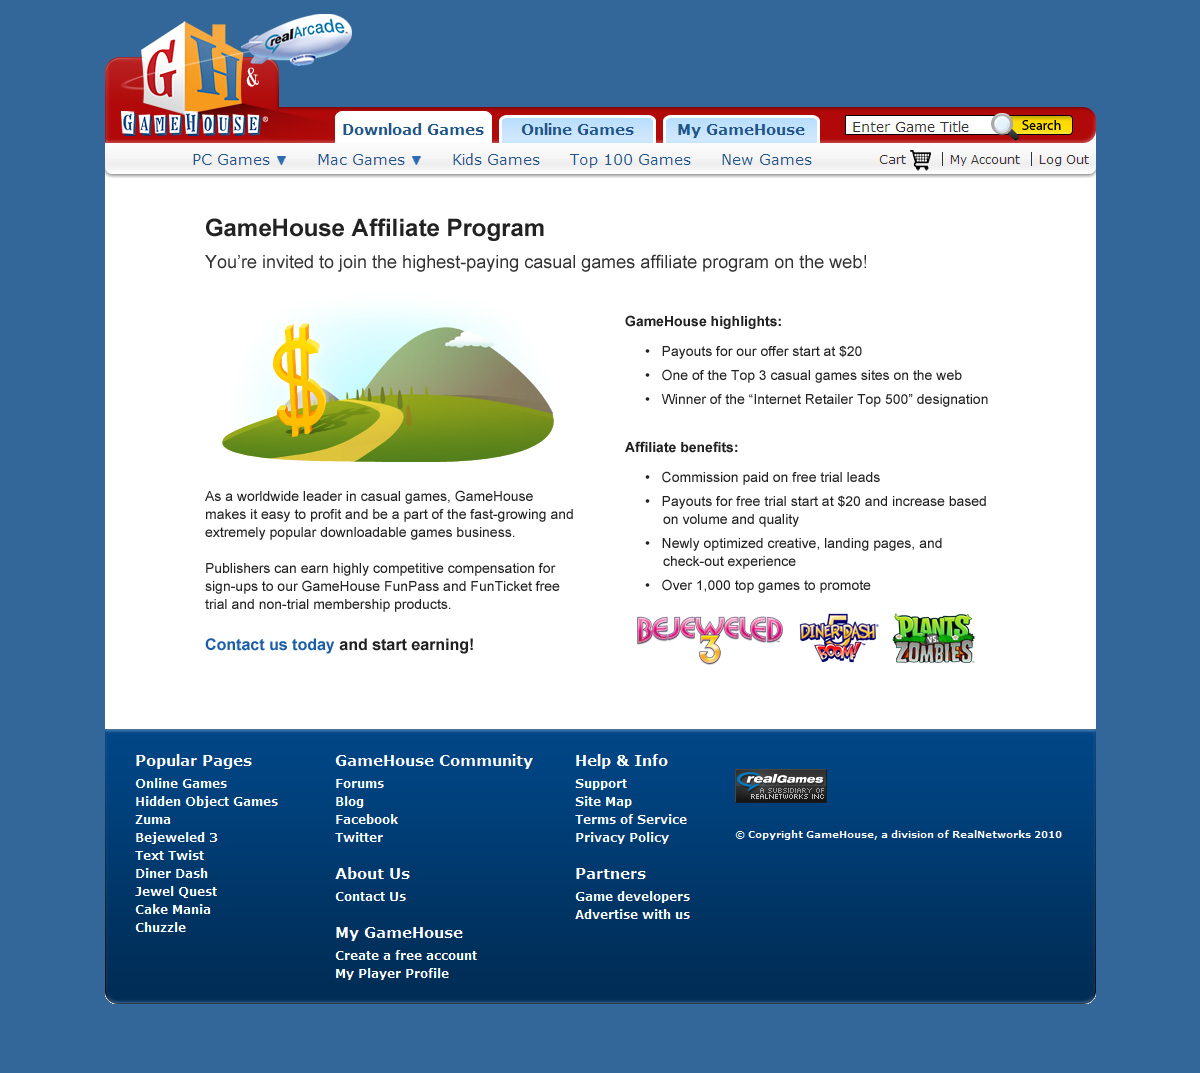 realArcade.
G H &
GAMEHOUSE®
Download Games
Online Games
My GameHouse
Enter Game Title
Search
PC Games ▼
Mac Games ▼
Kids Games
Top 100 Games
New Games
Cart
My Account
Log Out
GameHouse Affiliate Program
You’re invited to join the highest-paying casual games affiliate program on the web!
$
As a worldwide leader in casual games, GameHouse
makes it easy to profit and be a part of the fast-growing and
extremely popular downloadable games business.
Publishers can earn highly competitive compensation for
sign-ups to our GameHouse FunPass and FunTicket free
trial and non-trial membership products.
Contact us today and start earning!
GameHouse highlights:
• Payouts for our offer start at $20
• One of the Top 3 casual games sites on the web
• Winner of the “Internet Retailer Top 500” designation
Affiliate benefits:
• Commission paid on free trial leads
• Payouts for free trial start at $20 and increase based
on volume and quality
• Newly optimized creative, landing pages, and
check-out experience
• Over 1,000 top games to promote
BEJEWELED
3
DINER DASH
5
BOOM!
PLANTS
VS.
ZOMBIES
Popular Pages
Online Games
Hidden Object Games
Zuma
Bejeweled 3
Text Twist
Diner Dash
Jewel Quest
Cake Mania
Chuzzle
GameHouse Community
Forums
Blog
Facebook
Twitter
About Us
Contact Us
My GameHouse
Create a free account
My Player Profile
Help & Info
Support
Site Map
Terms of Service
Privacy Policy
Partners
Game developers
Advertise with us
realGames
A SUBSIDIARY OF
REALNETWORKS INC
© Copyright GameHouse, a division of RealNetworks 2010